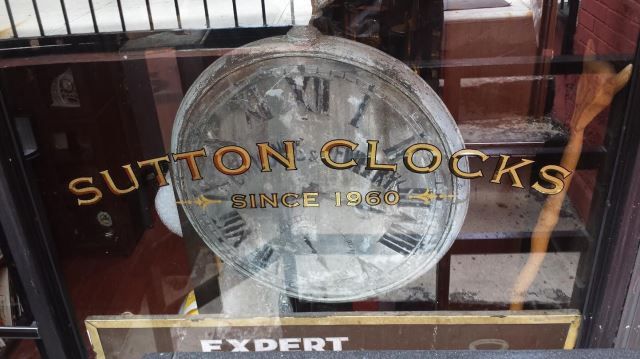 SUTTON CLOCKS
SINCE 1960
EXPERT